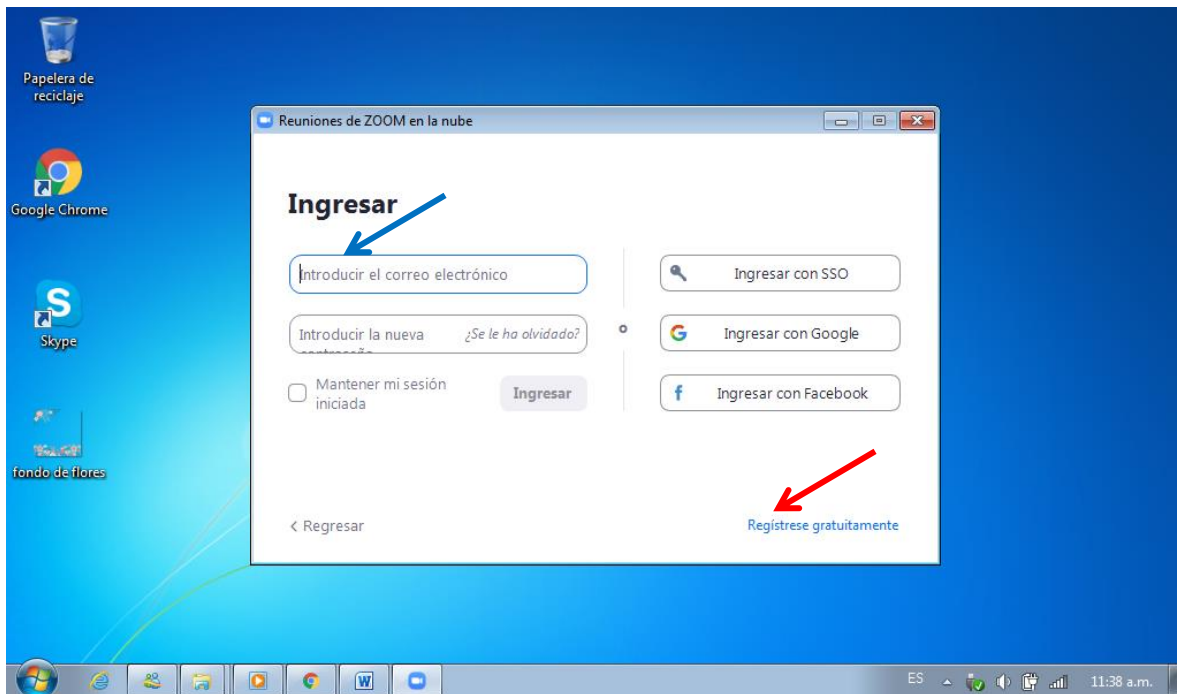 Papelera de
reciclaje
Google Chrome
Skype
fondo de flores
Reuniones de ZOOM en la nube
Ingresar
Introducir el correo electrónico
Introducir la nueva
¿Se le ha olvidado?
Mantener mi sesión
iniciada
Ingresar
o
Ingresar con SSO
Ingresar con Google
Ingresar con Facebook
< Regresar
Regístrese gratuitamente
ES
11:38 a.m.